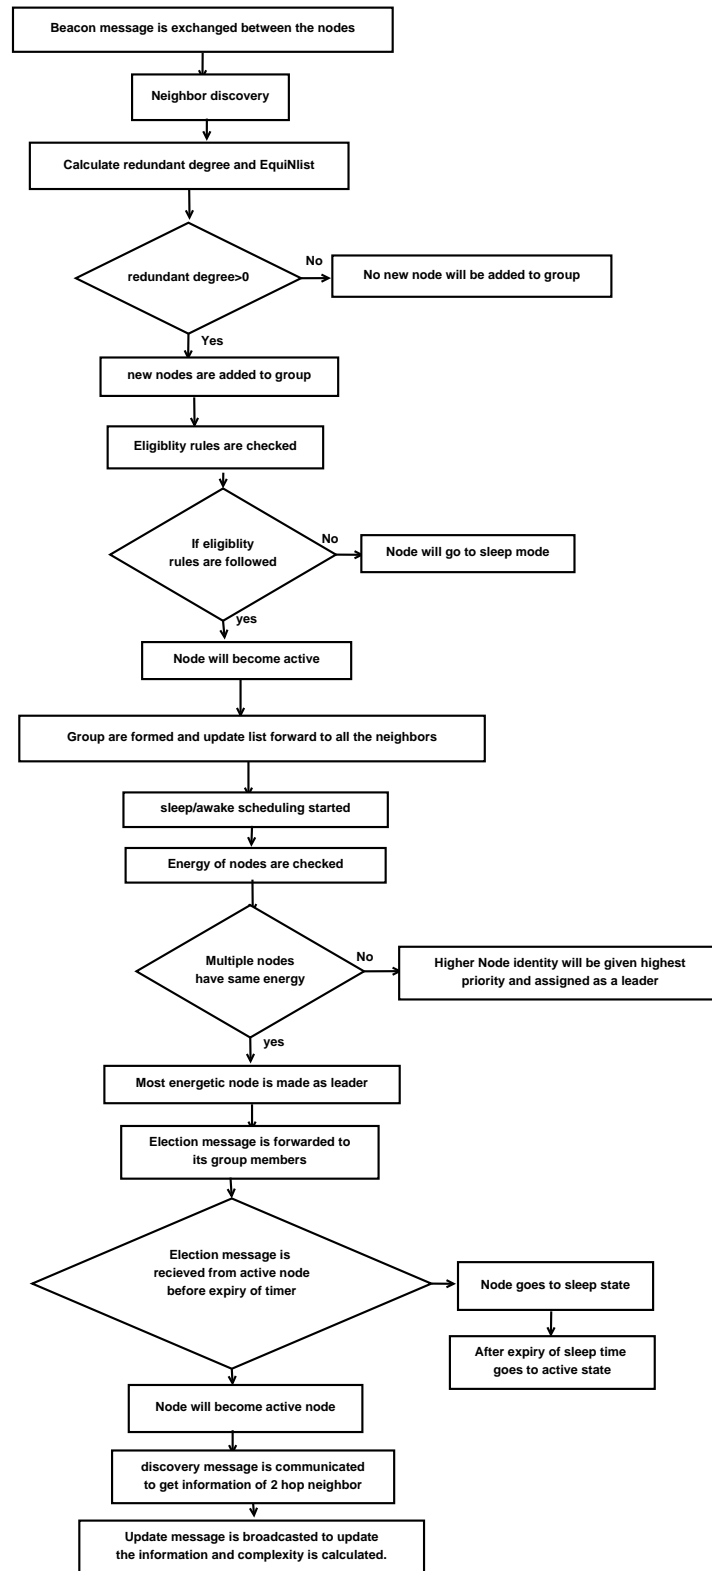 Beacon message is exchanged between the nodes
Neighbor discovery
Calculate redundant degree and EquiNlist
redundant degree>0
No
No new node will be added to group
Yes
new nodes are added to group
Eligiblity rules are checked
If eligiblity
rules are followed
No
Node will go to sleep mode
yes
Node will become active
Group are formed and update list forward to all the neighbors
sleep/awake scheduling started
Energy of nodes are checked
Multiple nodes
have same energy
No
Higher Node identity will be given highest
priority and assigned as a leader
yes
Most energetic node is made as leader
Election message is forwarded to
its group members
Election message is
recieved from active node
before expiry of timer
Node goes to sleep state
After expiry of sleep time
goes to active state
Node will become active node
discovery message is communicated
to get information of 2 hop neighbor
Update message is broadcasted to update
the information and complexity is calculated.